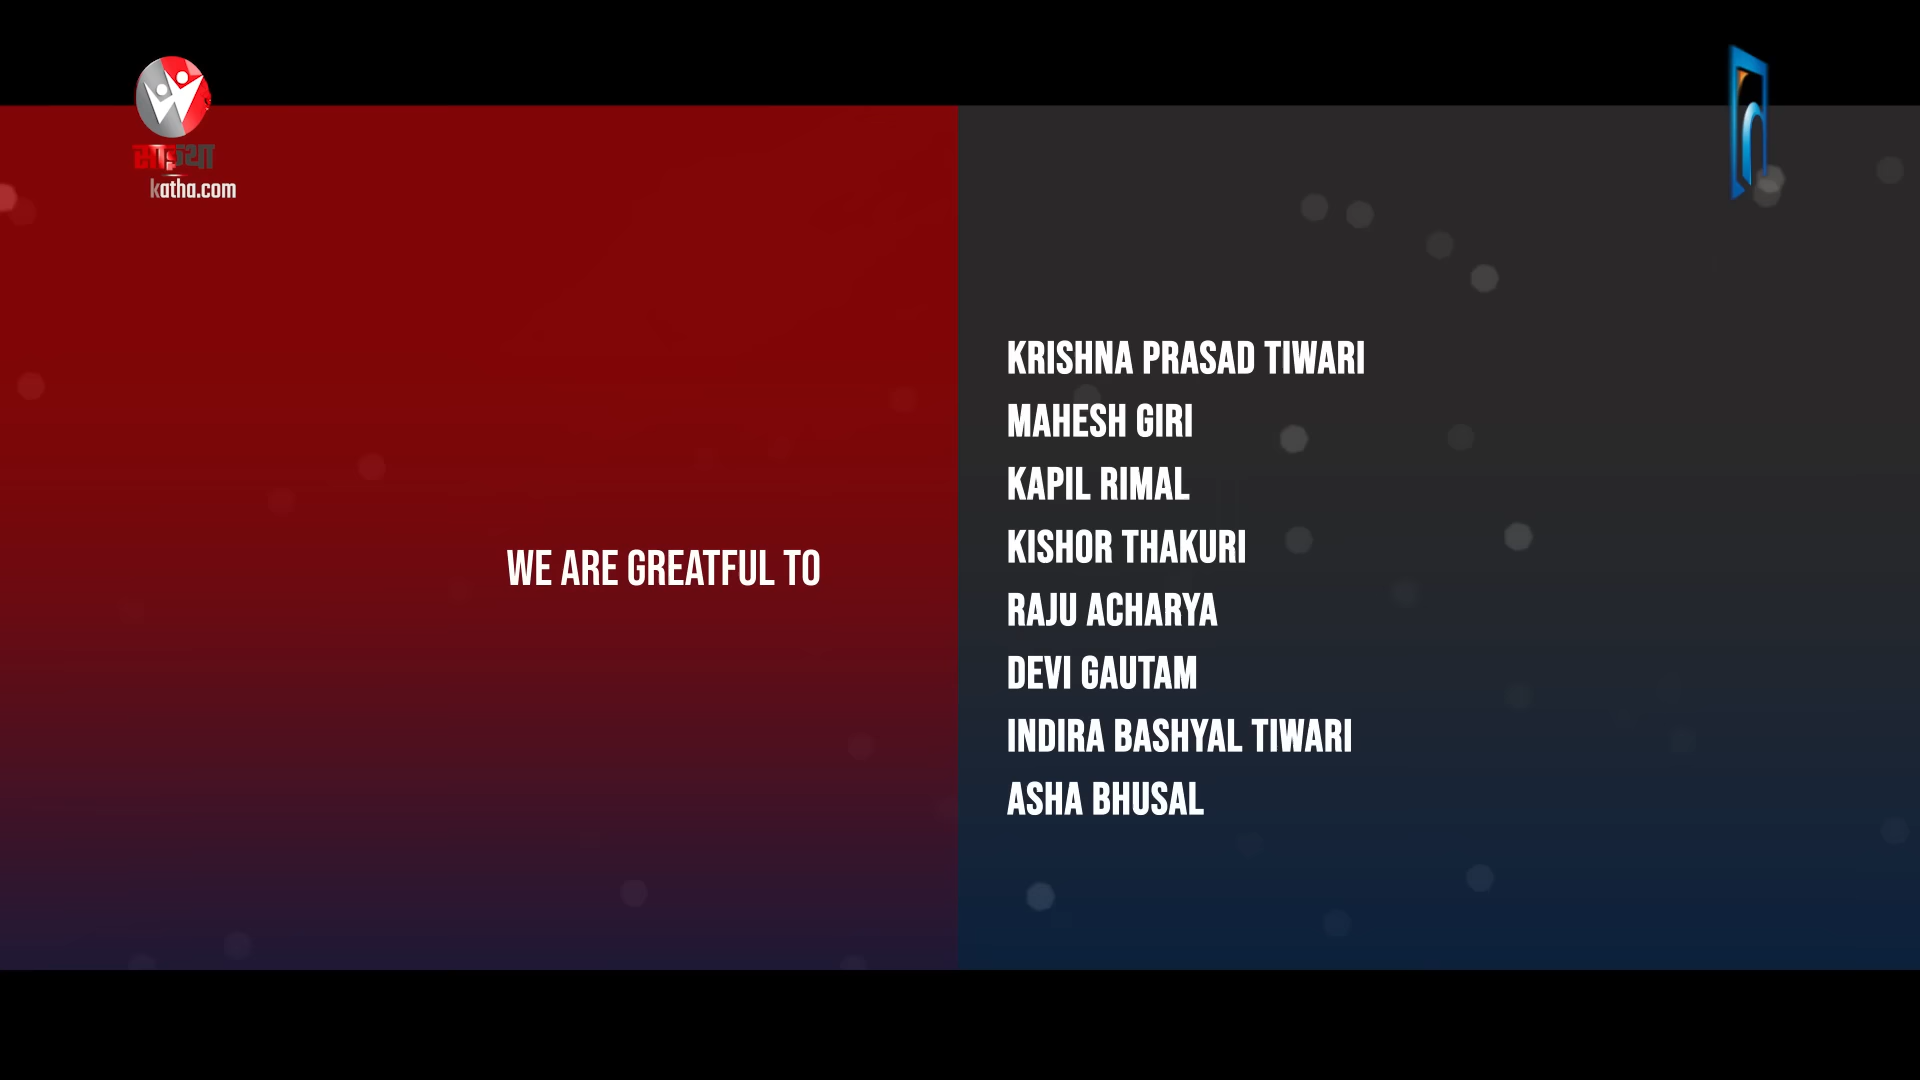 katha.com
WE ARE GREATFUL TO
KRISHNA PRASAD TIWARI
MAHESH GIRI
KAPIL RIMAL
KISHOR THAKURI
RAJU ACHARYA
DEVI GAUTAM
INDIRA BASHYAL TIWARI
ASHA BHUSAL